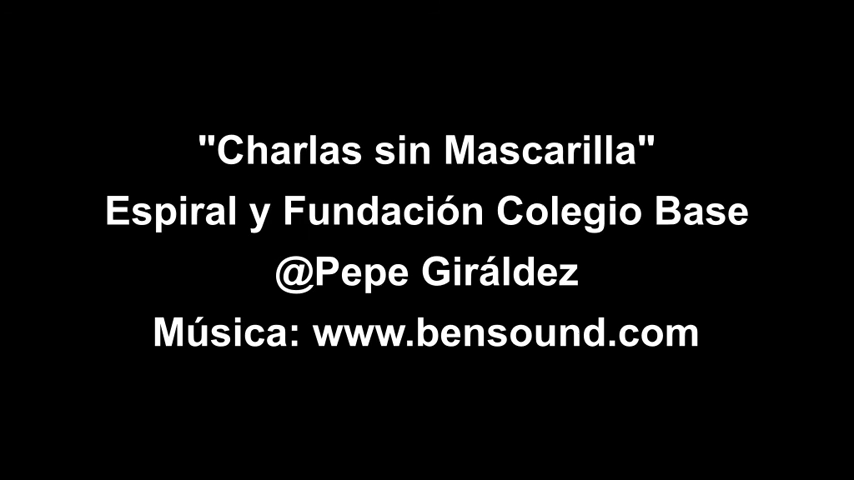 "Charlas sin Mascarilla"
Espiral y Fundación Colegio Base
@Pepe Giráldez
Música: www.bensound.com